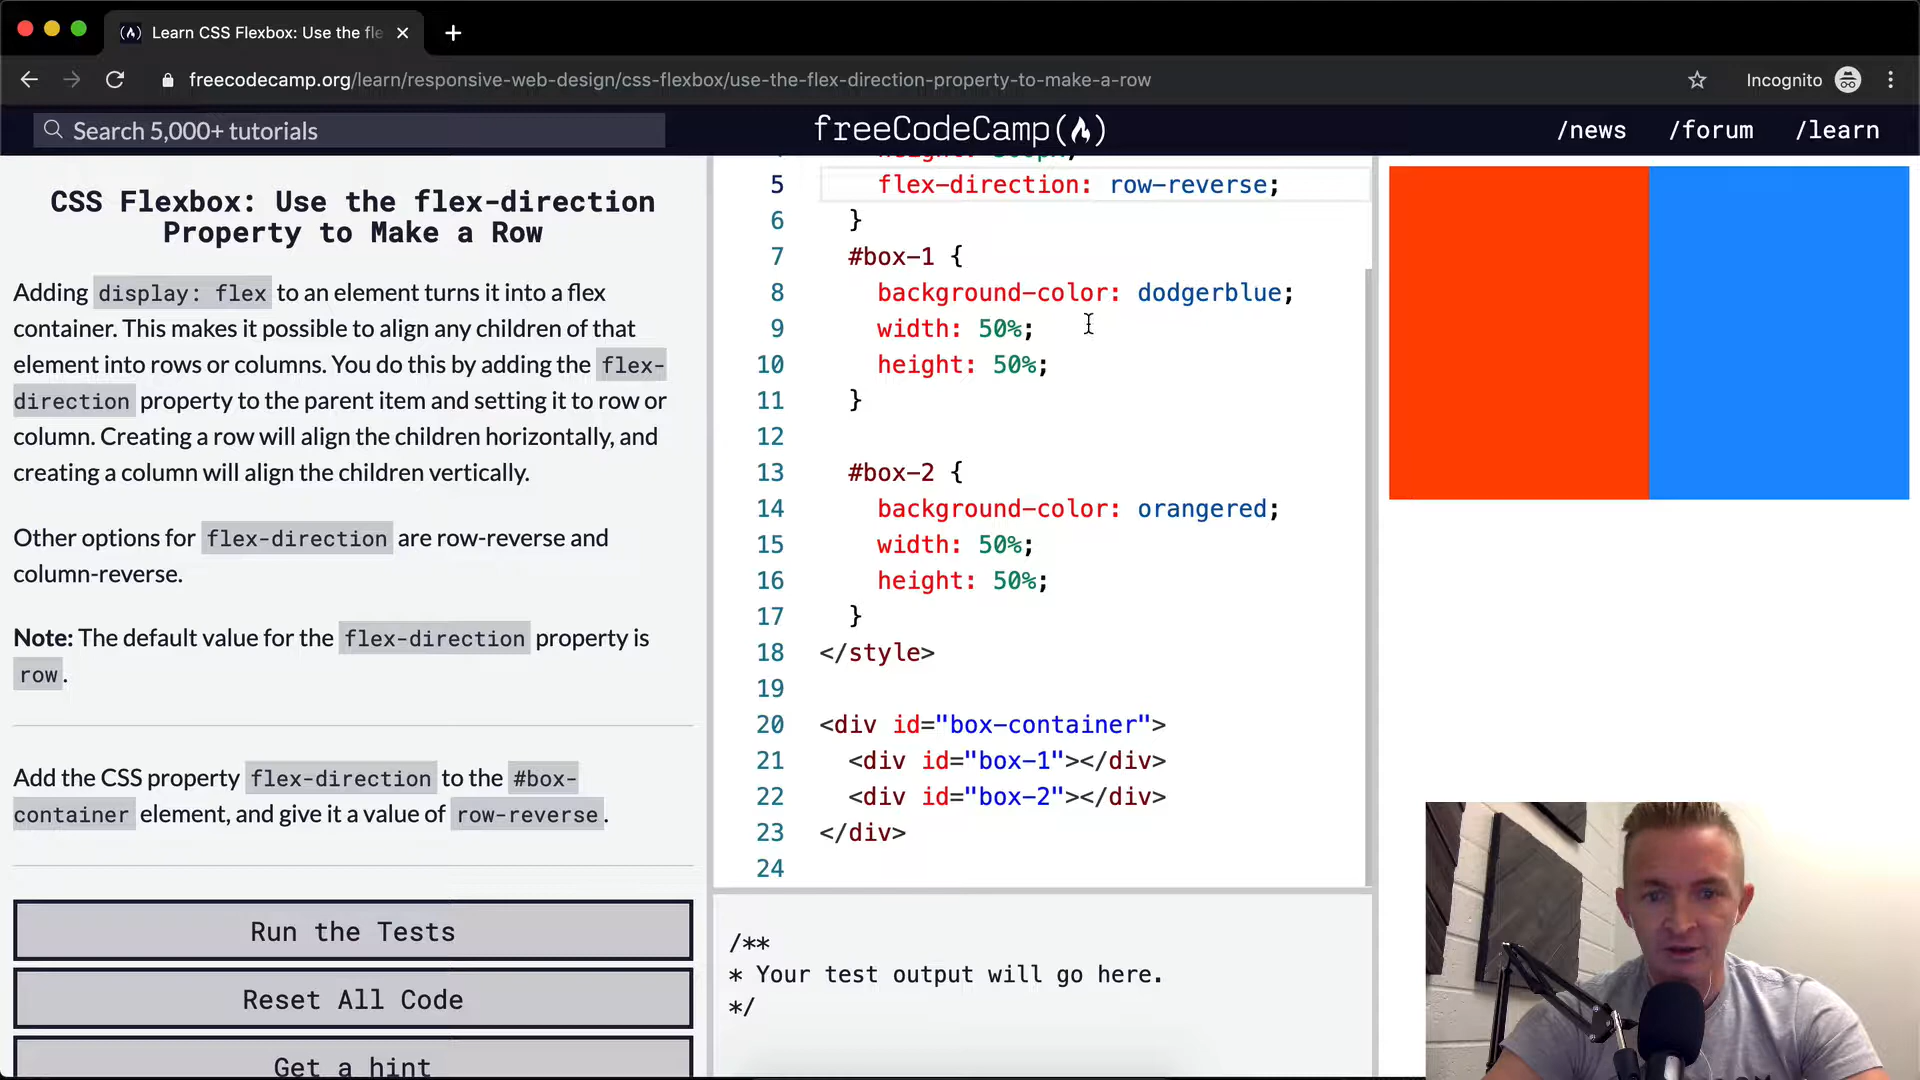 Learn CSS Flexbox: Use the fle
freecodecamp.org/learn/responsive-web-design/css-flexbox/use-the-flex-direction-property-to-make-a-row
Incognito
Search 5,000+ tutorials
freeCodeCamp
/news
/forum
/learn
CSS Flexbox: Use the flex-direction
Property to Make a Row
Adding display: flex to an element turns it into a flex
container. This makes it possible to align any children of that
element into rows or columns. You do this by adding the flex-
direction property to the parent item and setting it to row or
column. Creating a row will align the children horizontally, and
creating a column will align the children vertically.
Other options for flex-direction are row-reverse and
column-reverse.
Note: The default value for the flex-direction property is
row.
Add the CSS property flex-direction to the #box-
container element, and give it a value of row-reverse.
Run the Tests
Reset All Code
Get a hint
5 flex-direction: row-reverse;
6 }
7 #box-1 {
8 background-color: dodgerblue;
9 width: 50%;
10 height: 50%;
11 }
12
13 #box-2 {
14 background-color: orangered;
15 width: 50%;
16 height: 50%;
17 }
18 </style>
19
20 <div id="box-container">
21 <div id="box-1"></div>
22 <div id="box-2"></div>
23 </div>
24
/**
* Your test output will go here.
*/